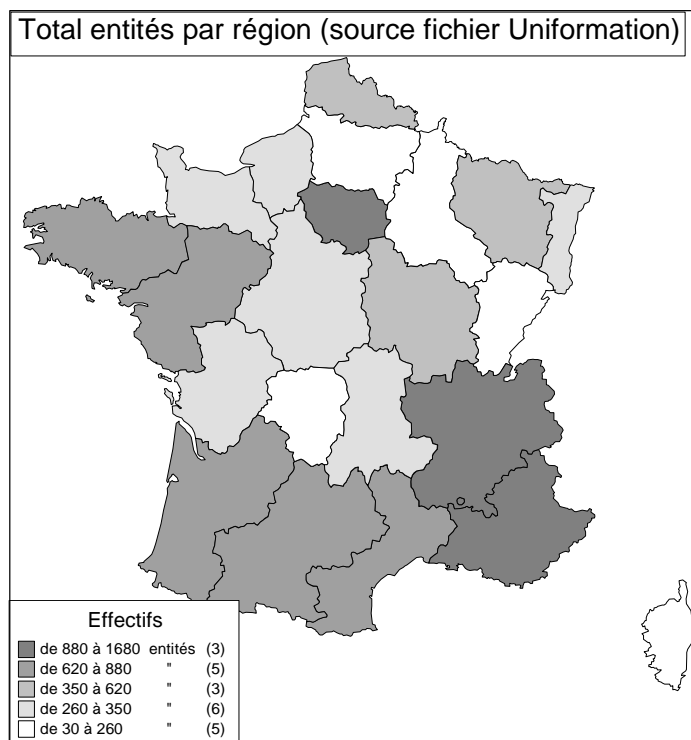 Total entités par région (source fichier Uniformation)
Effectifs
de 880 à 1680 entités (3)
de 620 à 880 " (5)
de 350 à 620 " (3)
de 260 à 350 " (6)
de 30 à 260 " (5)